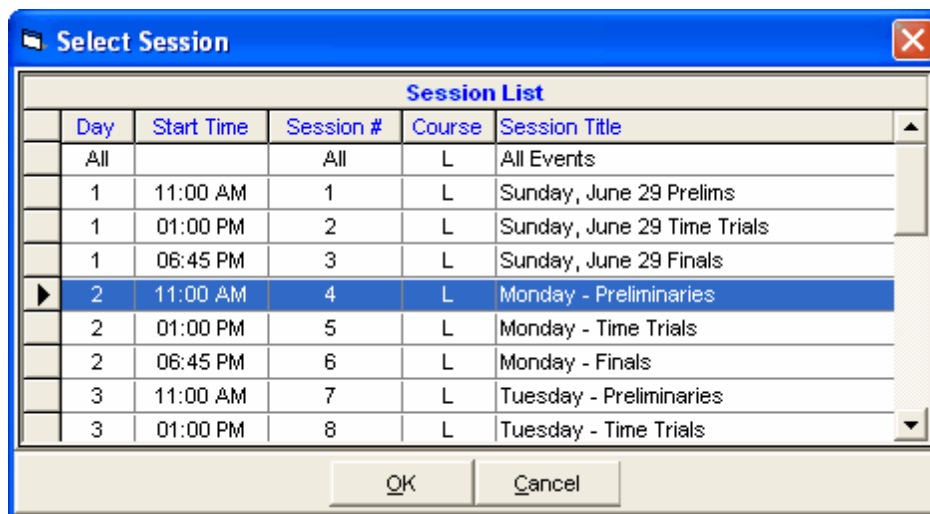 Select Session
Session List
Day Start Time Session # Course Session Title
All All L All Events
1 11:00 AM 1 L Sunday, June 29 Prelims
1 01:00 PM 2 L Sunday, June 29 Time Trials
1 06:45 PM 3 L Sunday, June 29 Finals
2 11:00 AM 4 L Monday - Preliminaries
2 01:00 PM 5 L Monday - Time Trials
2 06:45 PM 6 L Monday - Finals
3 11:00 AM 7 L Tuesday - Preliminaries
3 01:00 PM 8 L Tuesday - Time Trials
OK Cancel